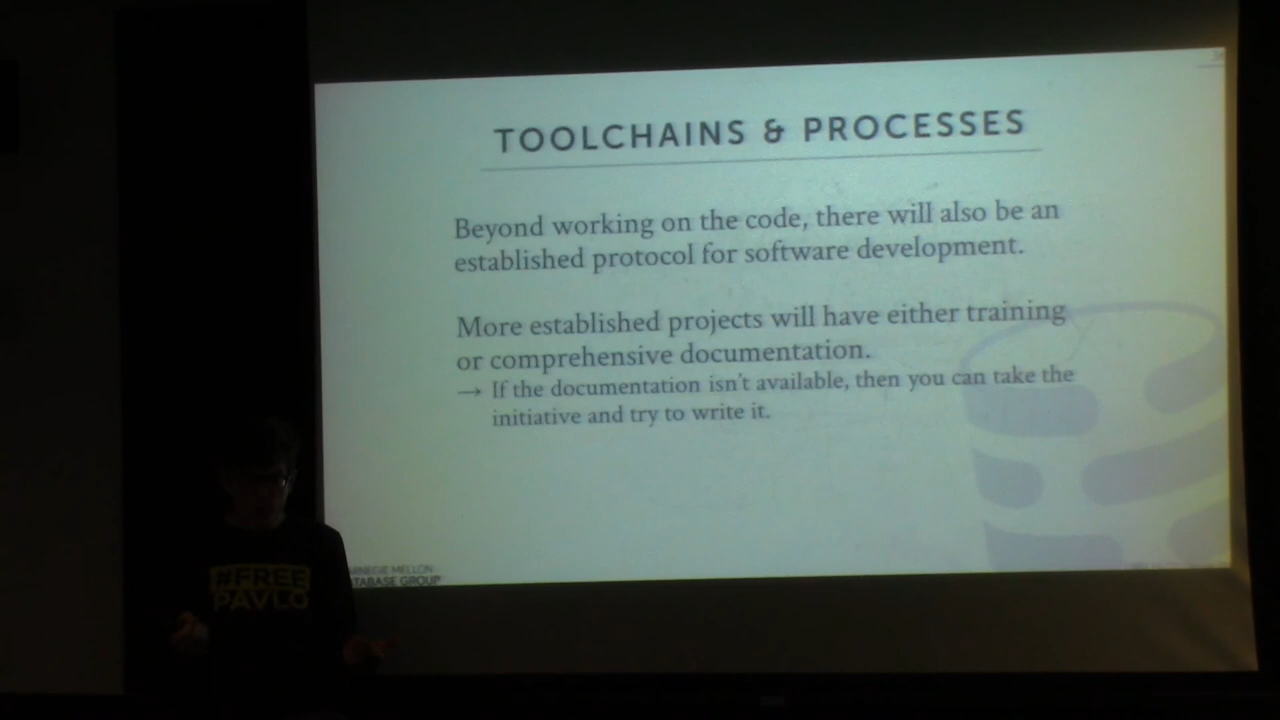 TOOLCHAINS & PROCESSES
Beyond working on the code, there will also be an
established protocol for software development.
More established projects will have either training
or comprehensive documentation.
→ If the documentation isn't available, then you can take the
initiative and try to write it.
#FREE
PAVLO
MELLON
GROUP